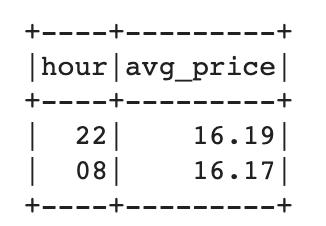 +----+---------+
|hour|avg_price|
+----+---------+
|  22|    16.19|
|  08|    16.17|
+----+---------+